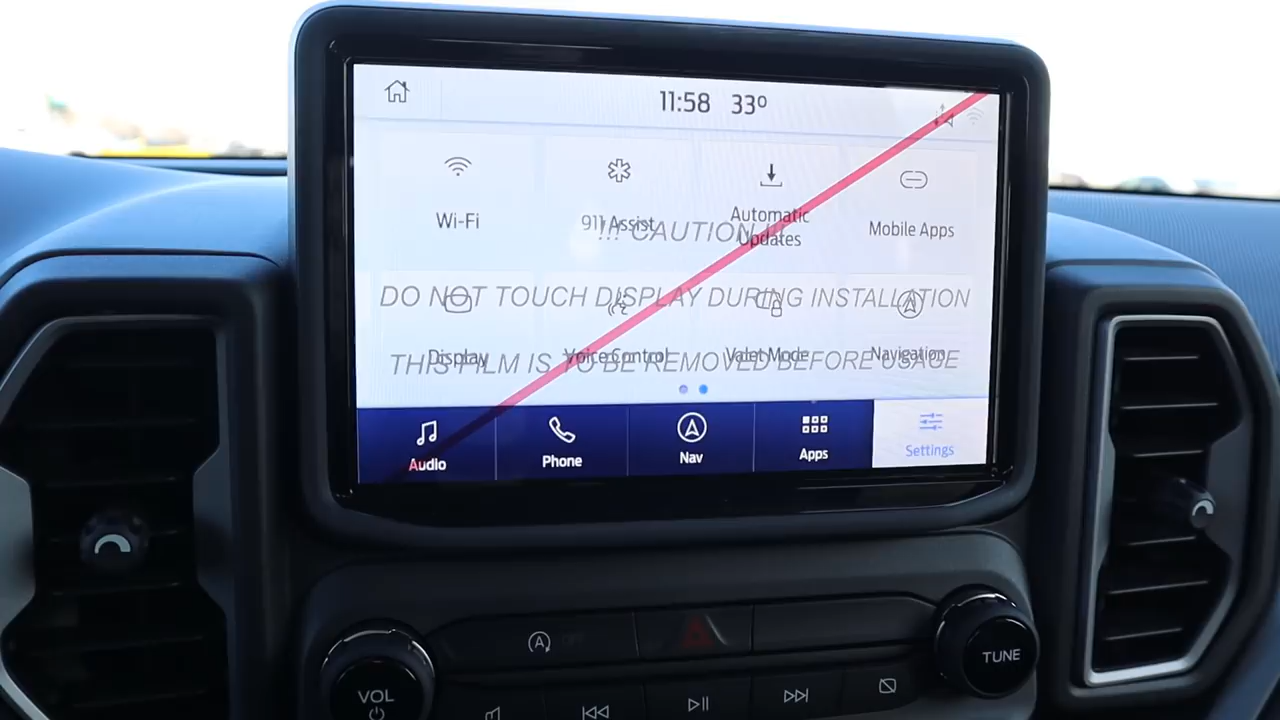 11:58 33º
Wi-Fi
911 Assist
Automatic
Updates
Mobile Apps
!!! CAUTION !!!
DO NOT TOUCH DISPLAY DURING INSTALLATION
Display
Voice Control
Valet Mode
Navigation
THIS FILM IS TO BE REMOVED BEFORE USAGE
Audio
Phone
Nav
Apps
Settings
A
VOL
TUNE